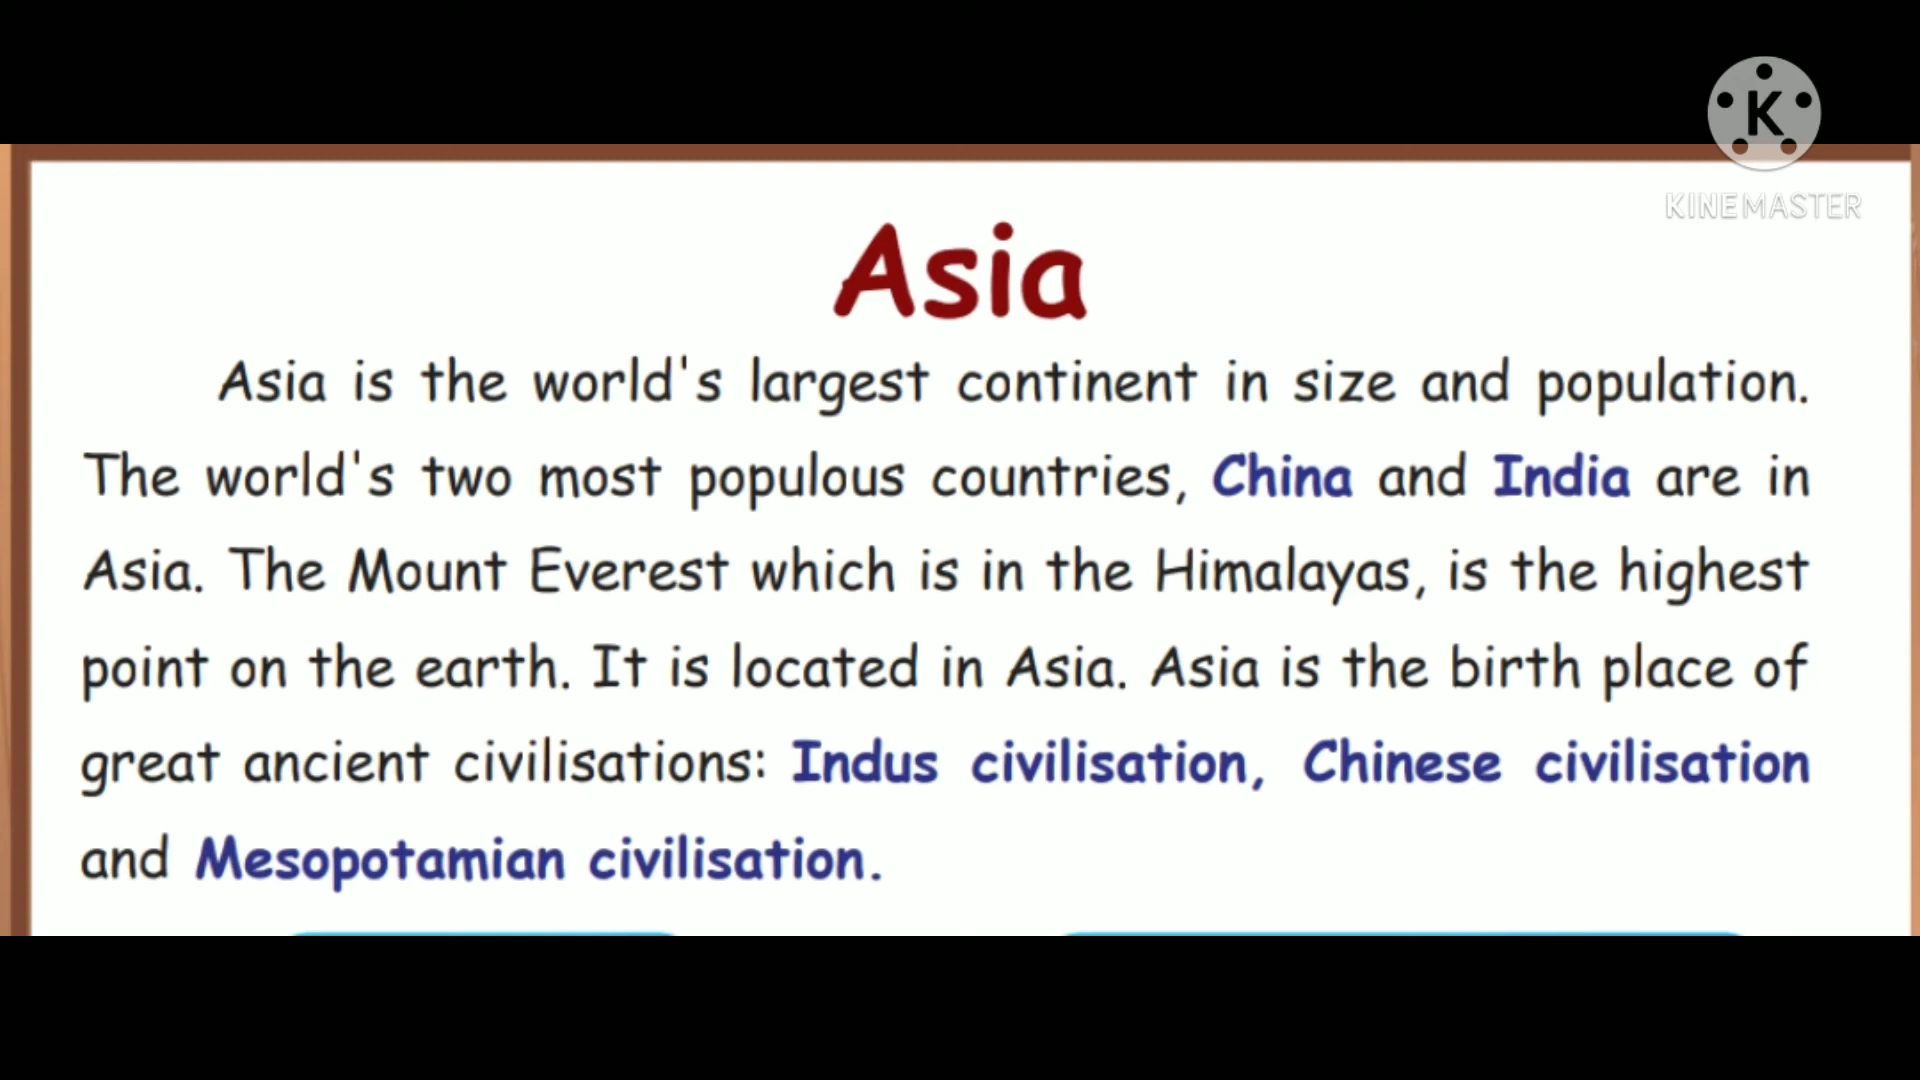 K
KINEMASTER
Asia
Asia is the world's largest continent in size and population.
The world's two most populous countries, China and India are in
Asia. The Mount Everest which is in the Himalayas, is the highest
point on the earth. It is located in Asia. Asia is the birth place of
great ancient civilisations: Indus civilisation, Chinese civilisation
and Mesopotamian civilisation.